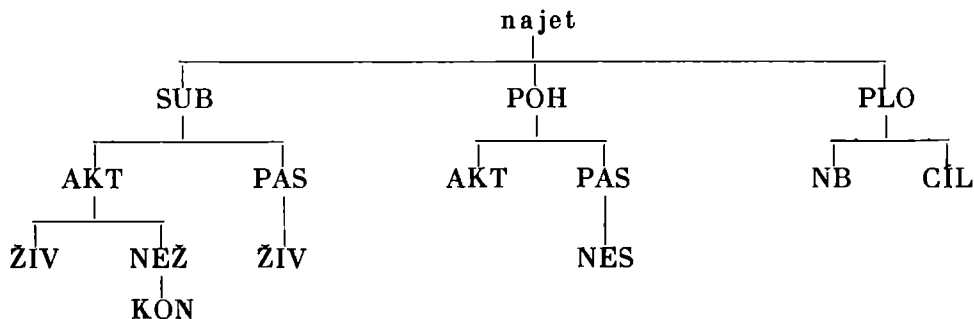 najet
SUB POH PLO
AKT PAS AKT PAS NB CÍL
ŽIV NEŽ ŽIV NES
KON